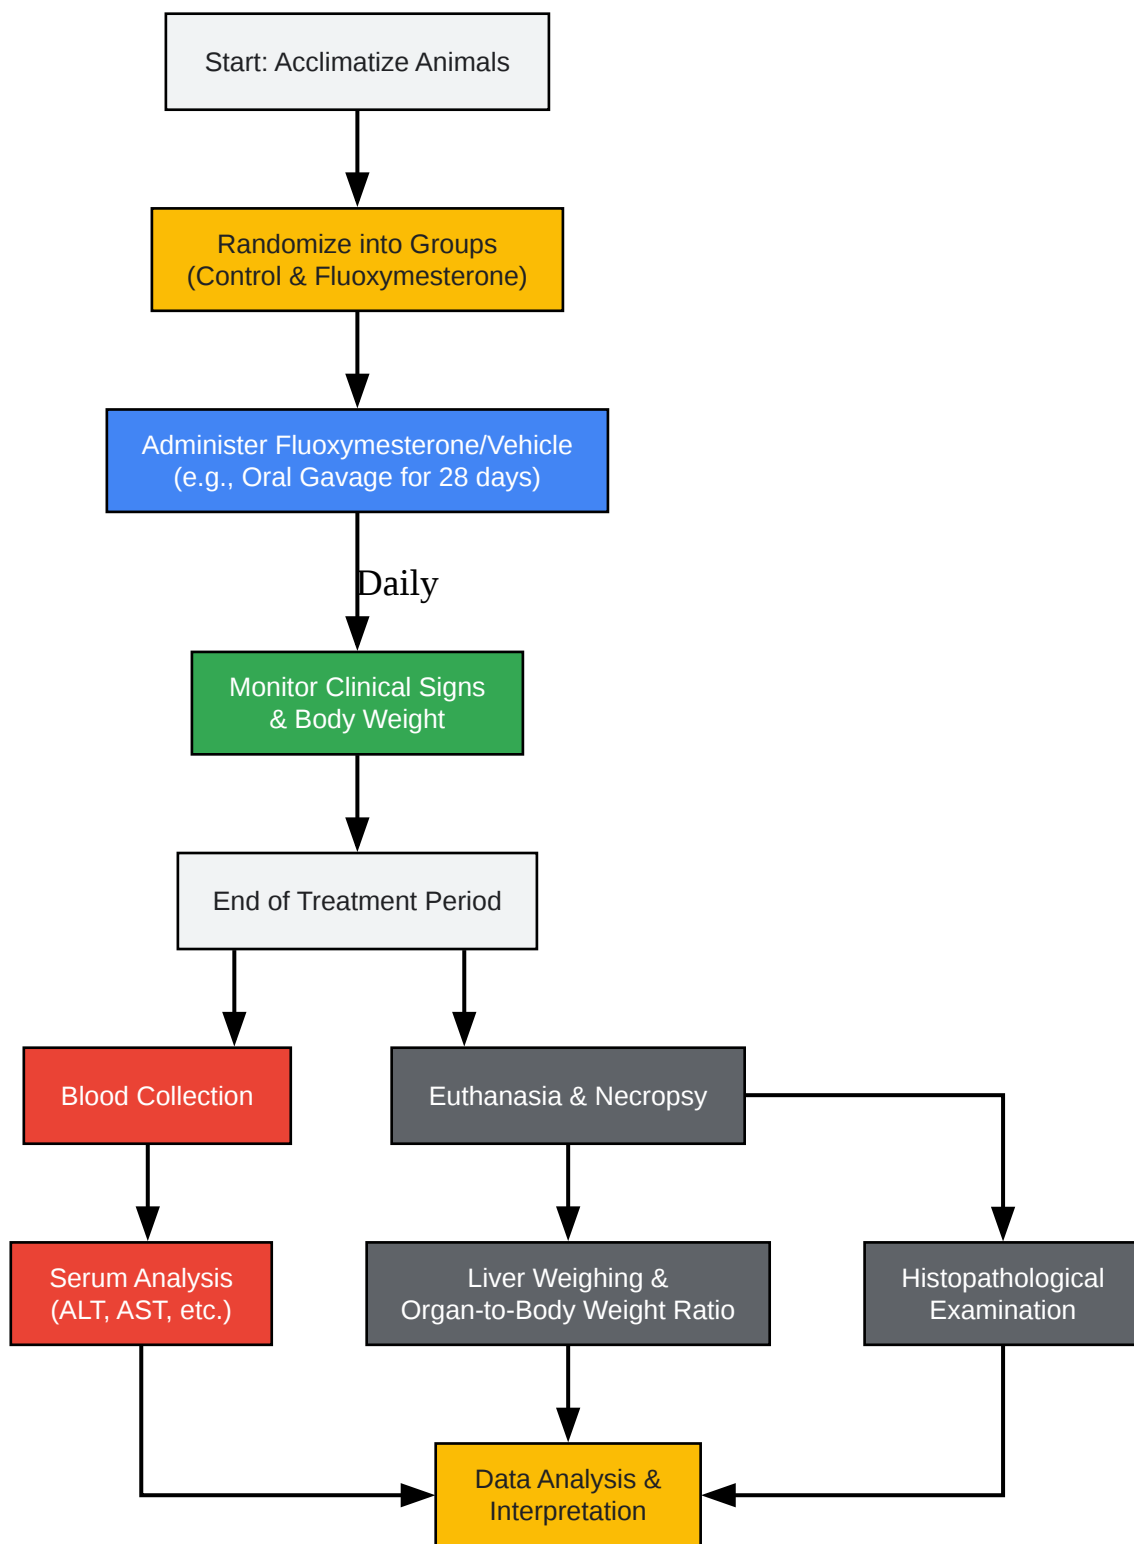 Start: Acclimatize Animals
Randomize into Groups
(Control & Fluoxymesterone)
Administer Fluoxymesterone/Vehicle
(e.g., Oral Gavage for 28 days)
Daily
Monitor Clinical Signs
& Body Weight
End of Treatment Period
Blood Collection
Euthanasia & Necropsy
Serum Analysis
(ALT, AST, etc.)
Liver Weighing &
Organ-to-Body Weight Ratio
Histopathological
Examination
Data Analysis &
Interpretation